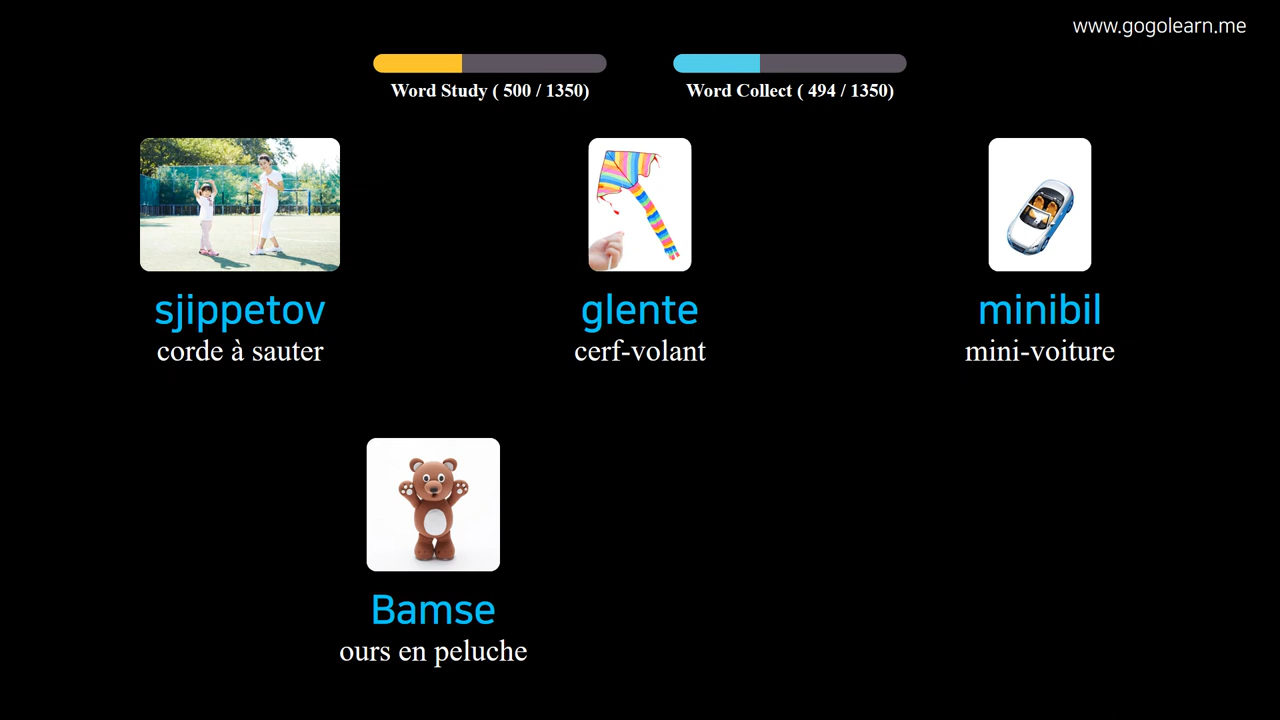 www.gogolearn.me
Word Study ( 500 / 1350)
Word Collect ( 494 / 1350)
sjippetov
corde à sauter
glente
cerf-volant
minibil
mini-voiture
Bamse
ours en peluche